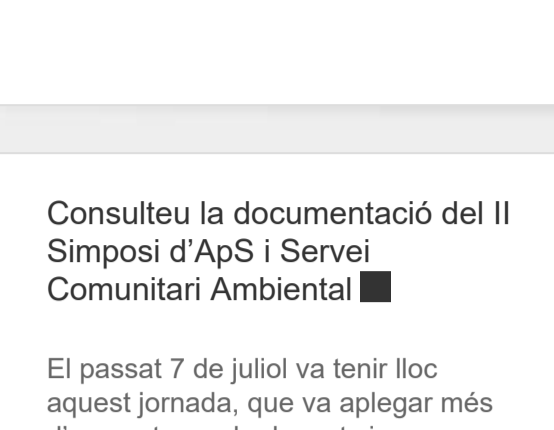 Consulteu la documentació del II
Simposi d’ApS i Servei
Comunitari Ambiental
El passat 7 de juliol va tenir lloc
aquest jornada, que va aplegar més